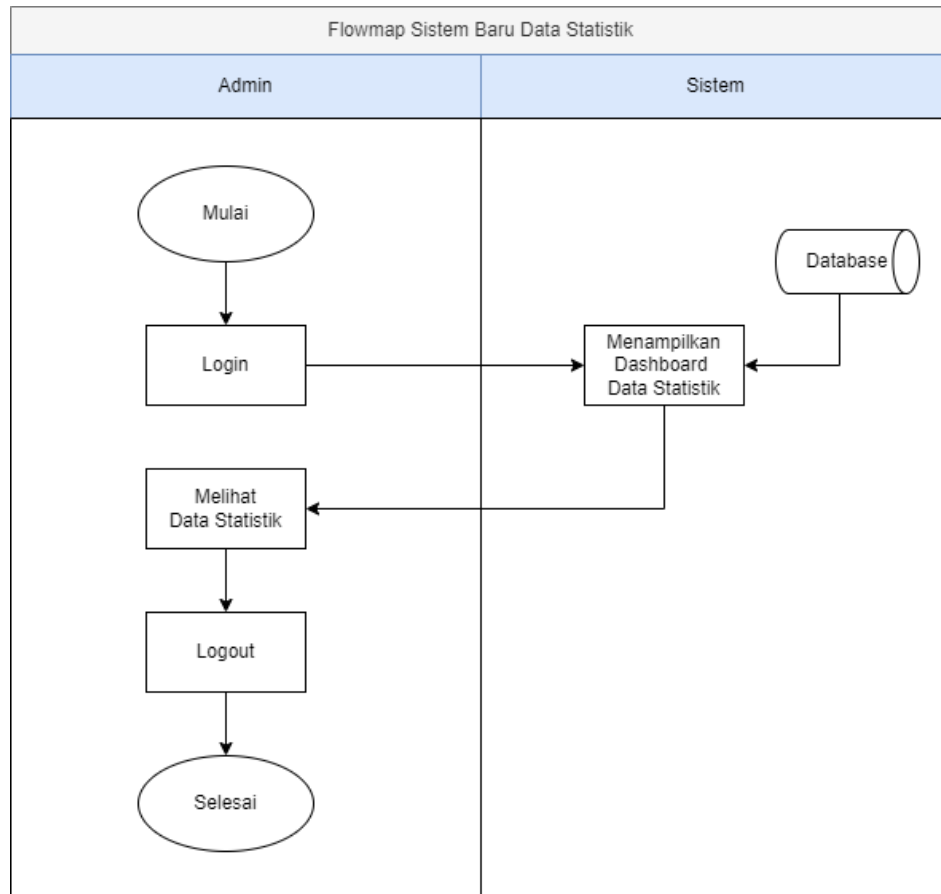 Flowmap Sistem Baru Data Statistik
Admin
Sistem
Mulai
Database
Login
Menampilkan
Dashboard
Data Statistik
Melihat
Data Statistik
Logout
Selesai